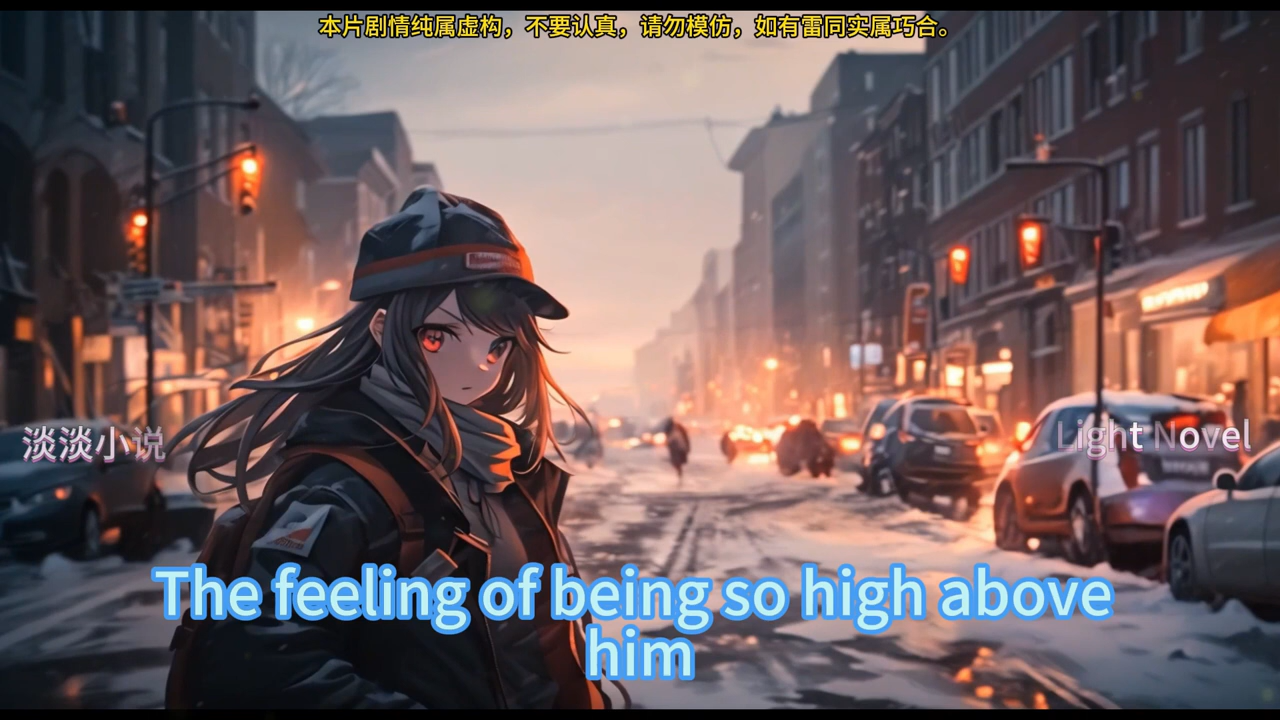 本片剧情纯属虚构，不要认真，请勿模仿，如有雷同实属巧合。
淡淡小说
Light Novel
The feeling of being so high above
him